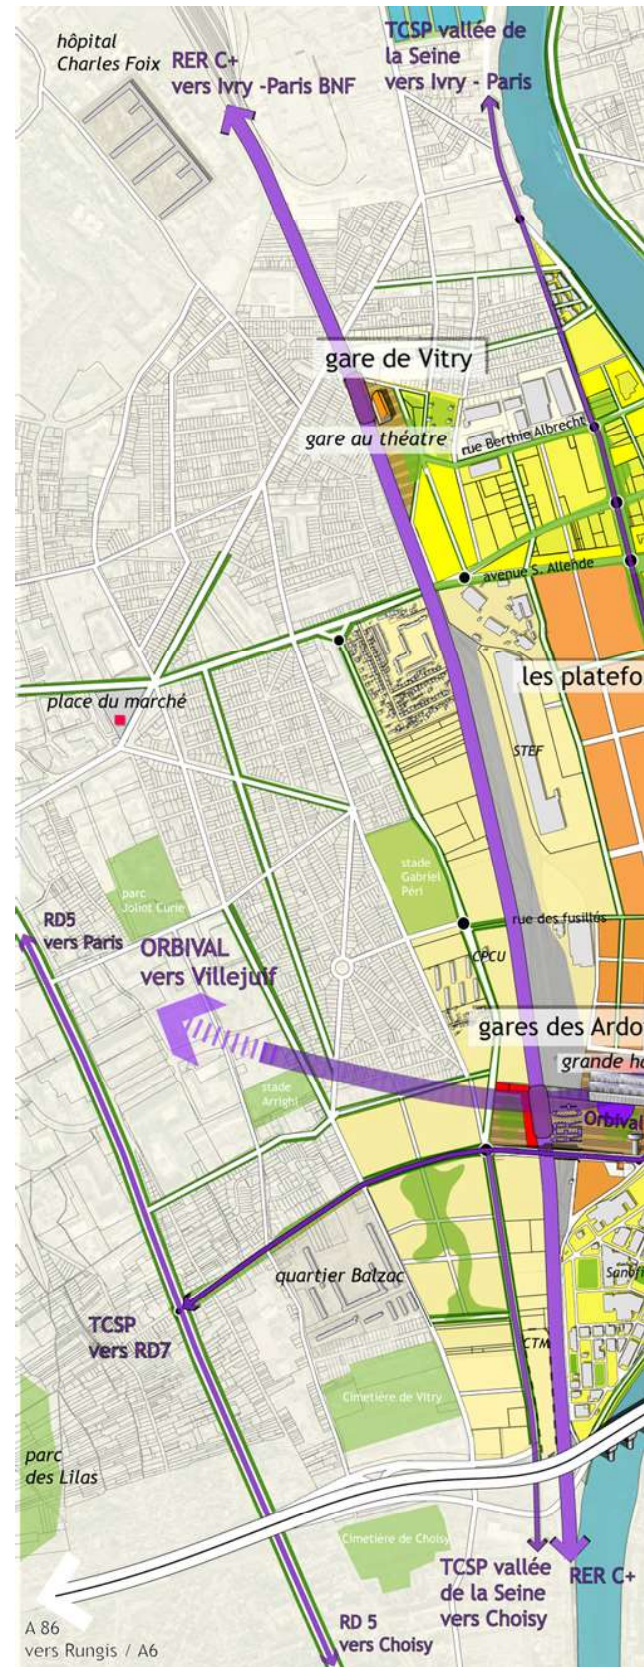 hôpital
Charles Foix
RER C+
vers Ivry -Paris BNF
TCSP vallée de
la Seine
vers Ivry - Paris
gare de Vitry
gare au théatre
rue Berthie Albrecht
avenue S. Allende
les platefo
place du marché
STEF
stade
Gabriel
Péri
parc
Joliot Curie
RD5
vers Paris
rue des fusillés
ORBIVAL
vers Villejuif
CPCU
gares des Ardo
grande ha
stade
Arrighi
Orbival
quartier Balzac
Sanofi
TCSP
vers RD7
CTM
Cimetière de Vitry
parc
des Lilas
Cimetière de Choisy
TCSP vallée
de la Seine
vers Choisy
RER C+
A 86
vers Rungis / A6
RD 5
vers Choisy